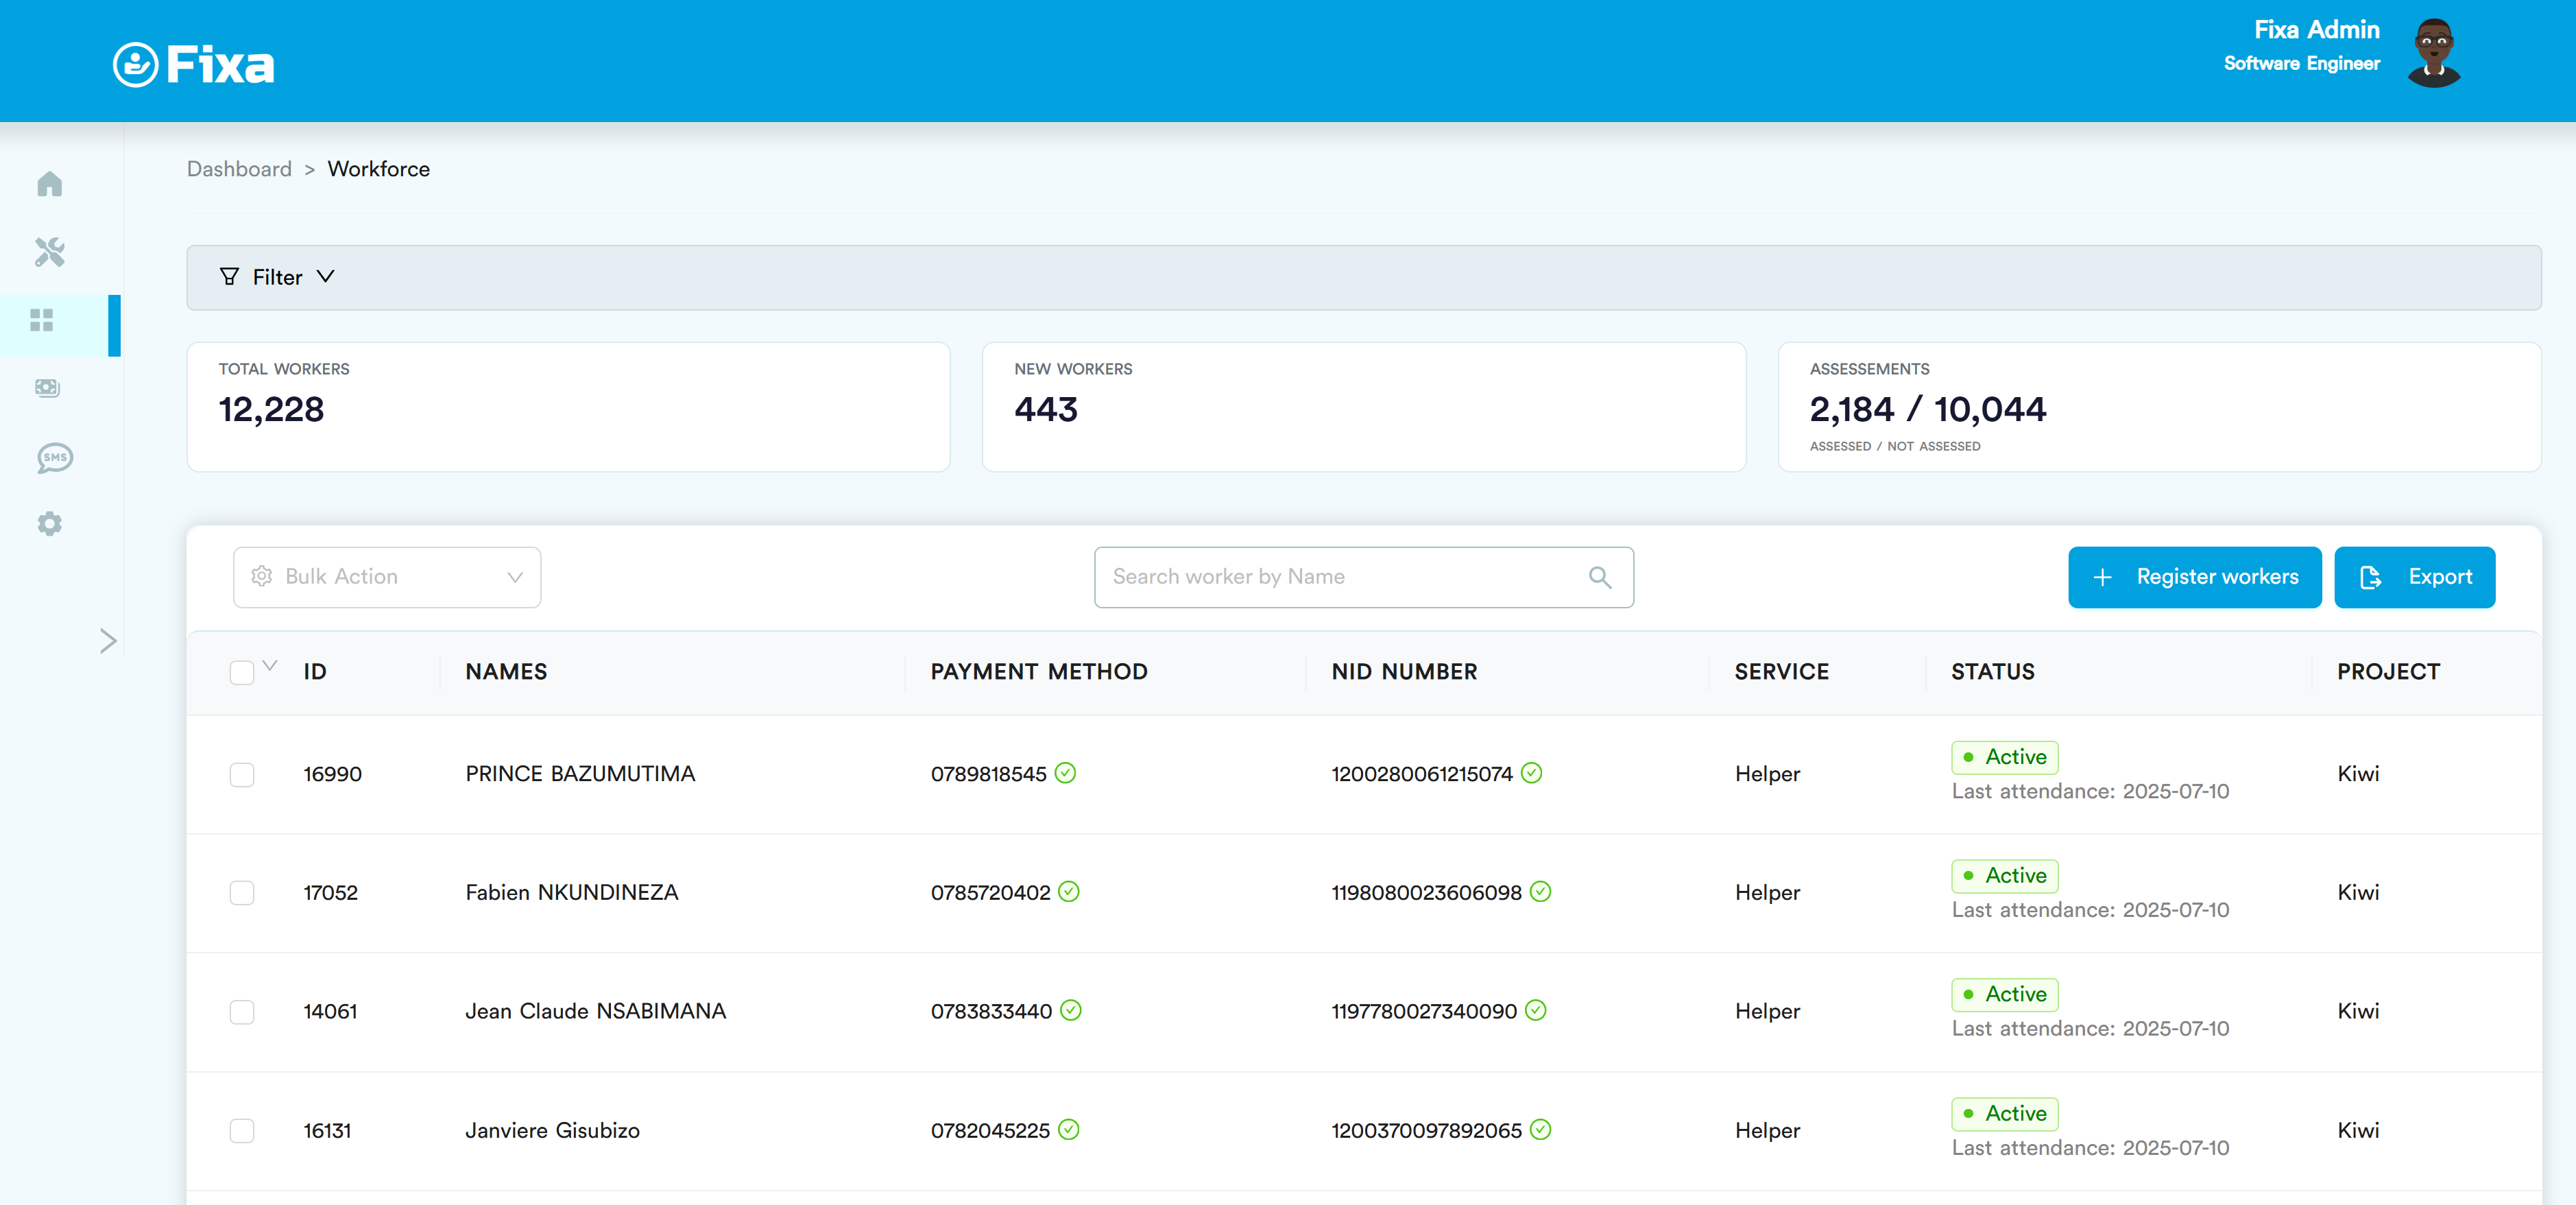 Fixa
Fixa Admin
Software Engineer
Dashboard > Workforce
Filter
TOTAL WORKERS
12,228
NEW WORKERS
443
ASSESSEMENTS
2,184 / 10,044
ASSESSED / NOT ASSESSED
SMS
Bulk Action
Search worker by Name
+ Register workers
Export
ID NAMES PAYMENT METHOD NID NUMBER SERVICE STATUS PROJECT
16990 PRINCE BAZUMUTIMA 0789818545 1200280061215074 Helper Active Kiwi
Last attendance: 2025-07-10
17052 Fabien NKUNDINEZA 0785720402 1198080023606098 Helper Active Kiwi
Last attendance: 2025-07-10
14061 Jean Claude NSABIMANA 0783833440 1197780027340090 Helper Active Kiwi
Last attendance: 2025-07-10
16131 Janviere Gisubizo 0782045225 1200370097892065 Helper Active Kiwi
Last attendance: 2025-07-10